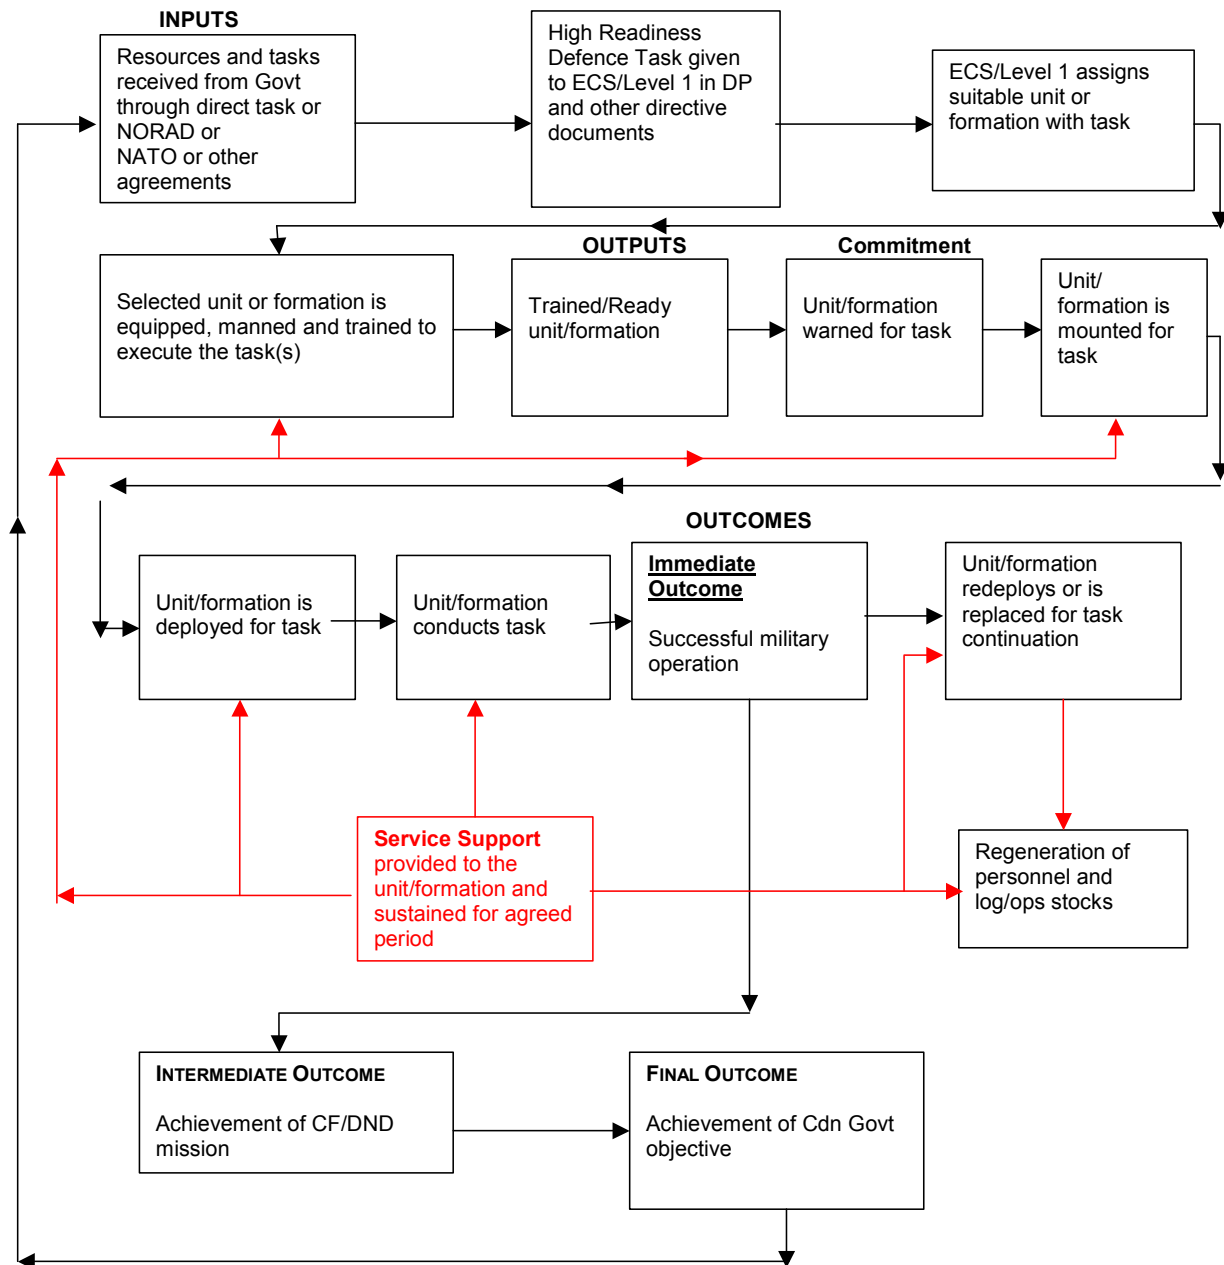 INPUTS
Resources and tasks
received from Govt
through direct task or
NORAD or
NATO or other
agreements
High Readiness
Defence Task given
to ECS/Level 1 in DP
and other directive
documents
ECS/Level 1 assigns
suitable unit or
formation with task
OUTPUTS
Commitment
Selected unit or formation is
equipped, manned and trained to
execute the task(s)
Trained/Ready
unit/formation
Unit/formation
warned for task
Unit/
formation is
mounted for
task
OUTCOMES
Unit/formation is
deployed for task
Unit/formation
conducts task
Immediate
Outcome
Successful military
operation
Unit/formation
redeploys or is
replaced for task
continuation
Service Support
provided to the
unit/formation and
sustained for agreed
period
Regeneration of
personnel and
log/ops stocks
INTERMEDIATE OUTCOME
Achievement of CF/DND
mission
FINAL OUTCOME
Achievement of Cdn Govt
objective